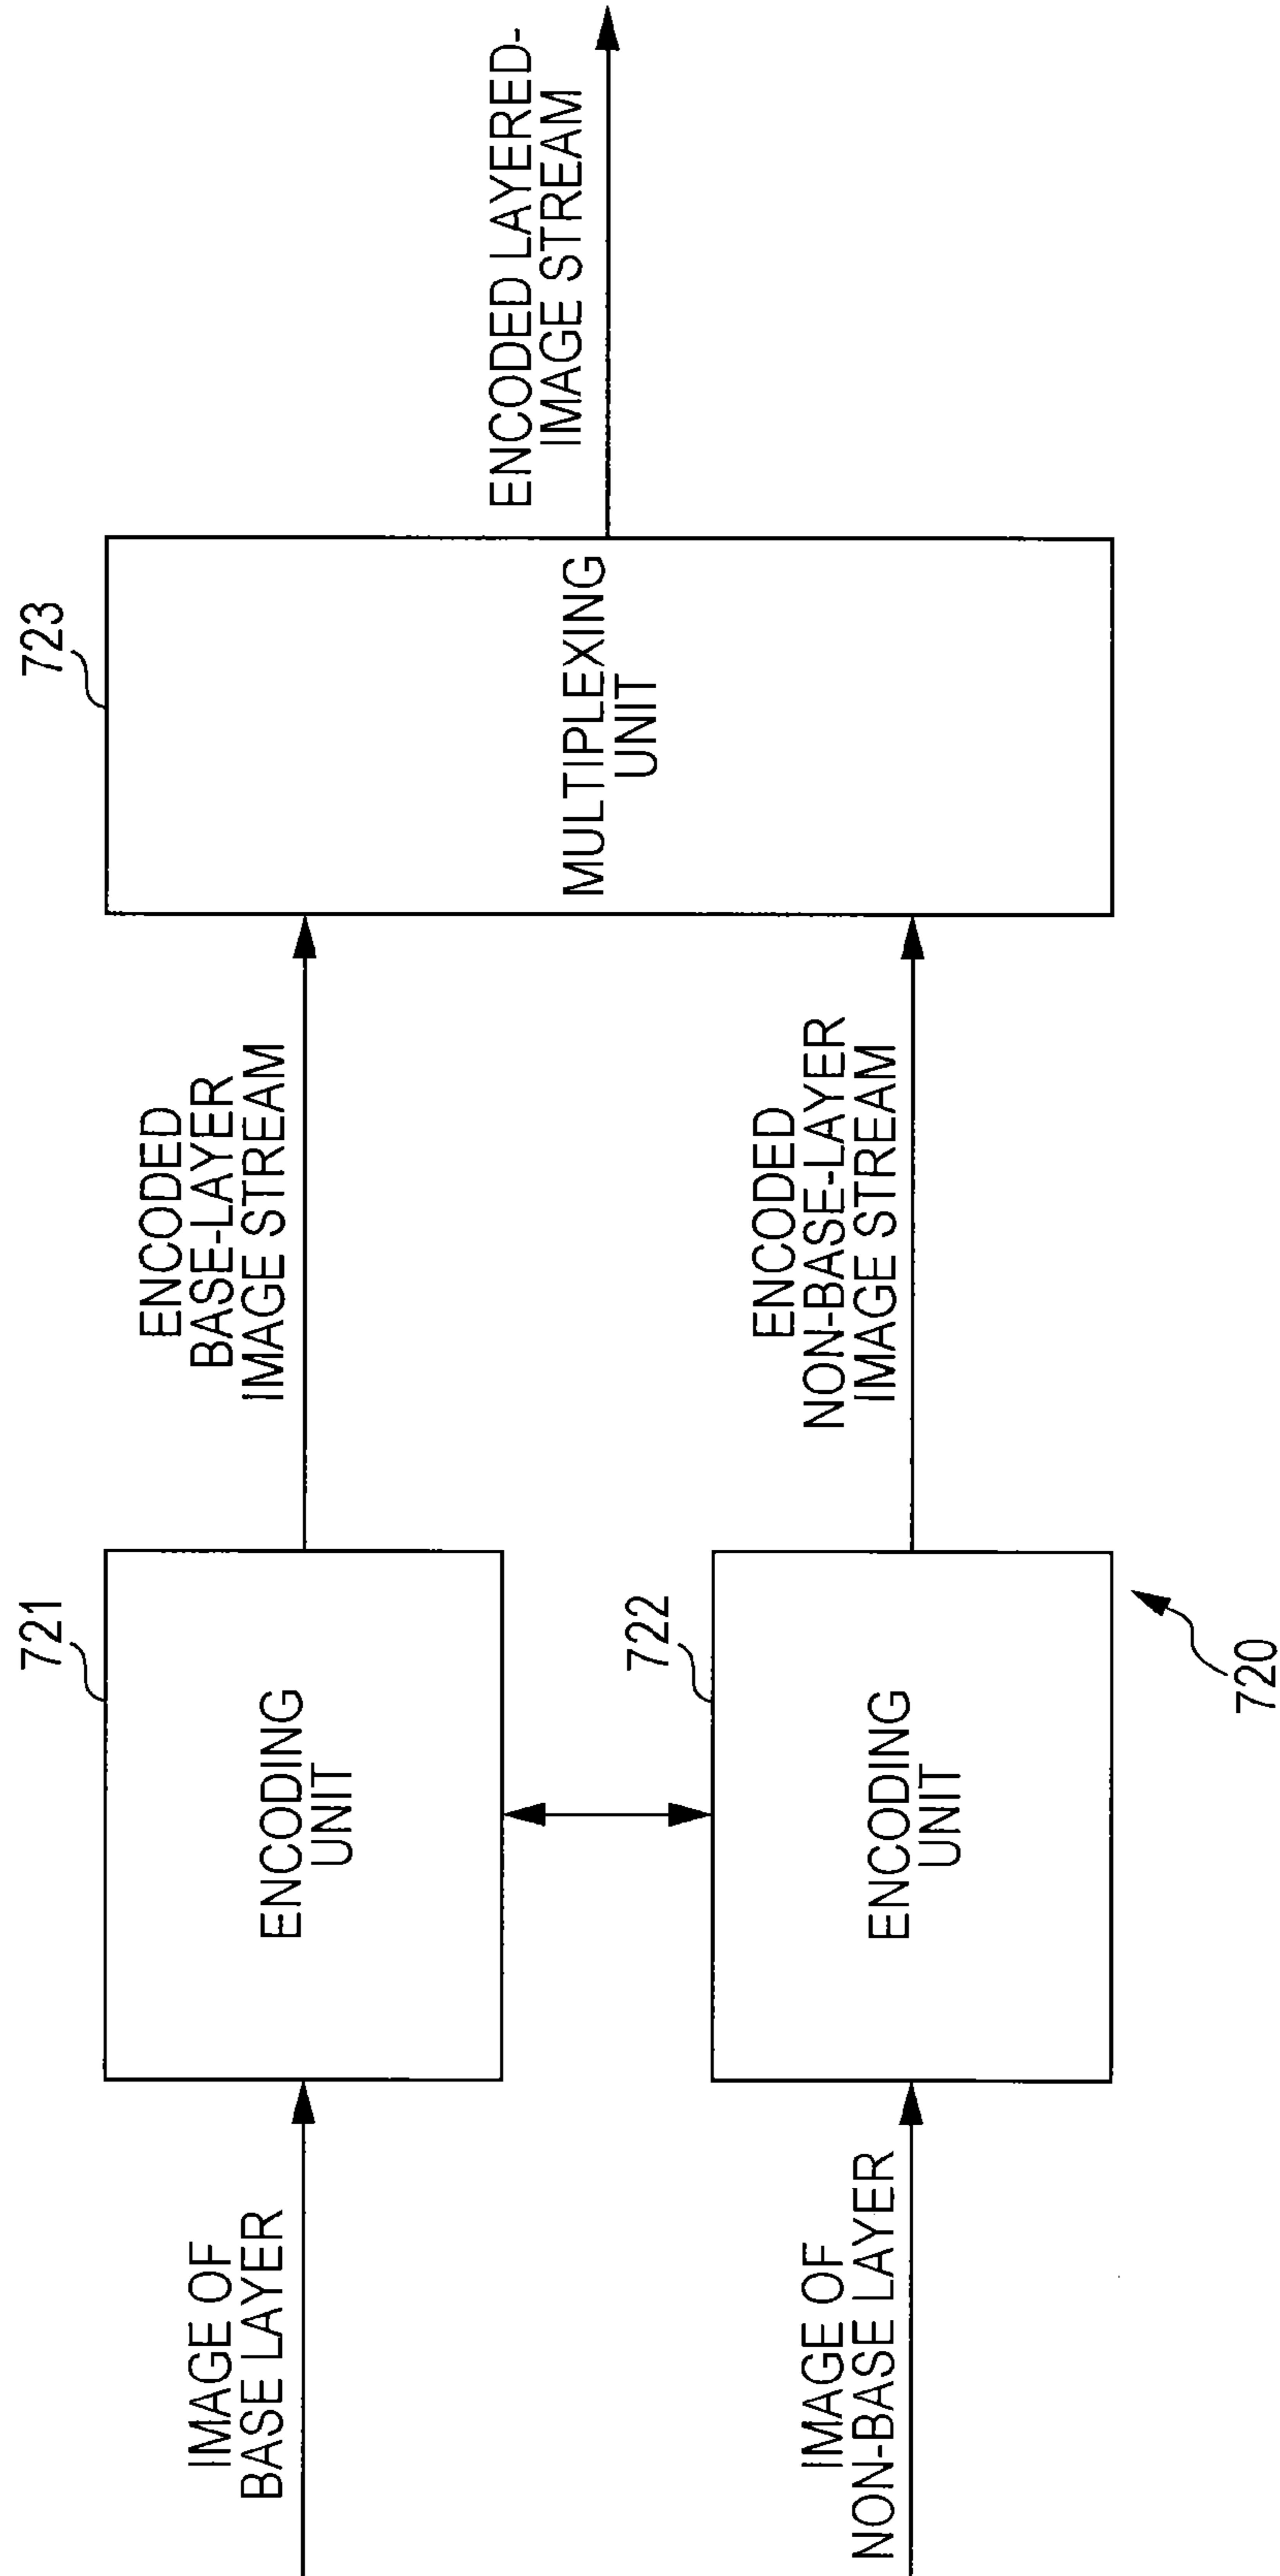 IMAGE OF
BASE LAYER
721
ENCODING
UNIT
ENCODED
BASE-LAYER
IMAGE STREAM
723
MULTIPLEXING
UNIT
ENCODED LAYERED-
IMAGE STREAM
IMAGE OF
NON-BASE LAYER
722
ENCODING
UNIT
ENCODED
NON-BASE-LAYER
IMAGE STREAM
720